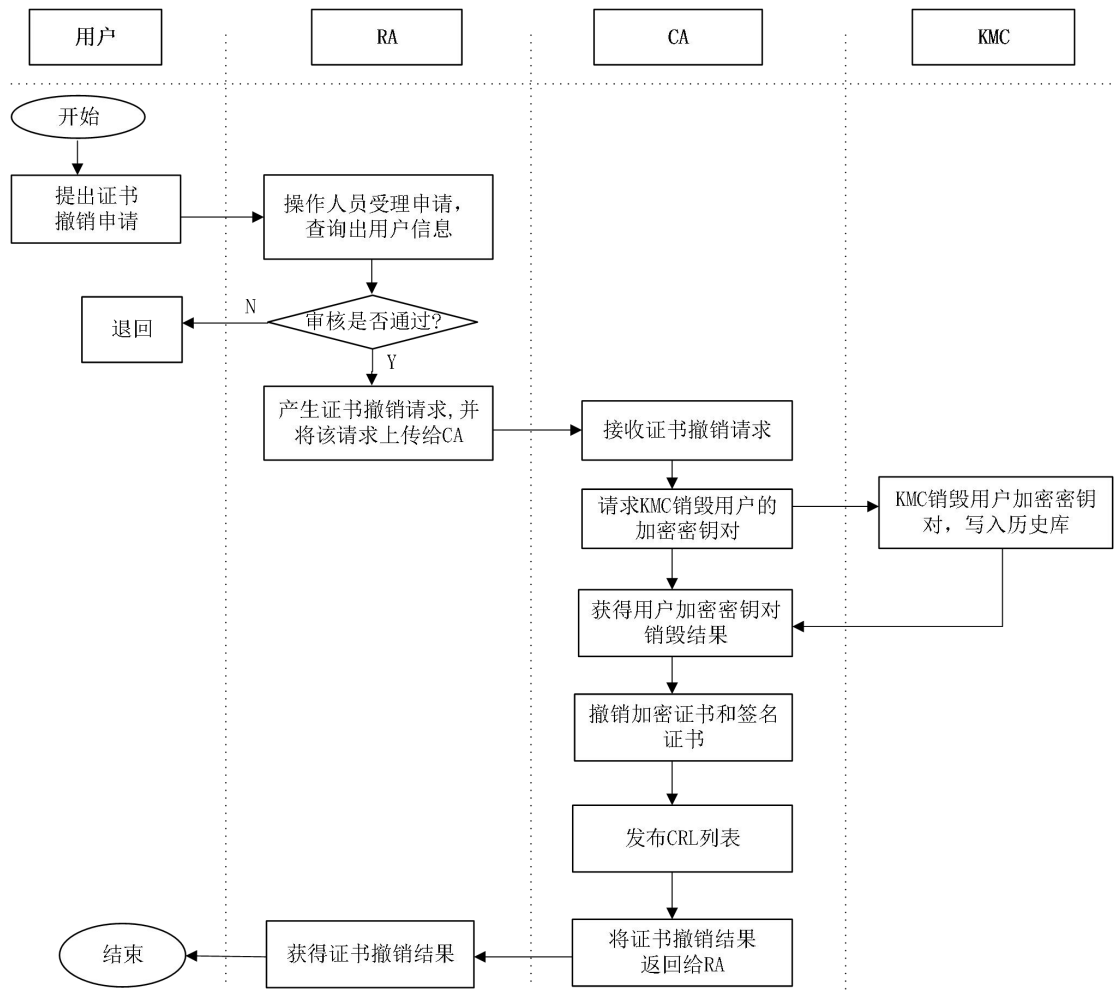 用户
RA
CA
KMC
开始
提出证书
撤销申请
操作人员受理申请，
查询出用户信息
审核是否通过?
N
退回
Y
产生证书撤销请求,并
将该请求上传给CA
接收证书撤销请求
请求KMC销毁用户的
加密密钥对
KMC销毁用户加密密钥
对，写入历史库
获得用户加密密钥对
销毁结果
撤销加密证书和签名
证书
发布CRL列表
将证书撤销结果
返回给RA
获得证书撤销结果
结束